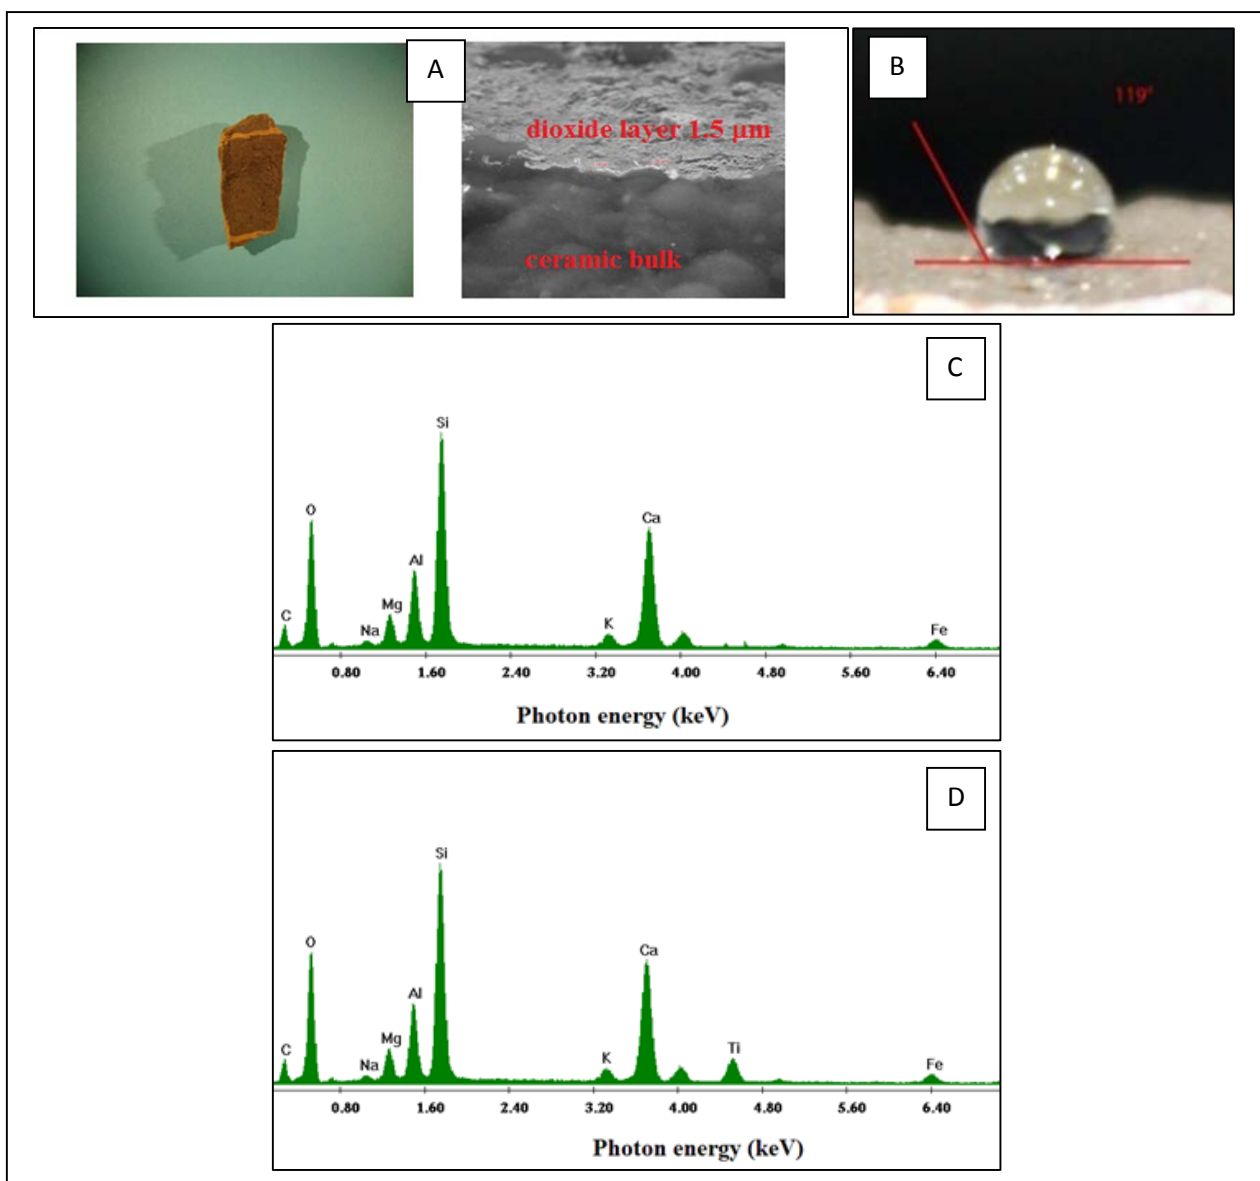 A
dioxide layer 1.5 µm
ceramic bulk
B
119°
C
Si
O
Ca
Al
Mg
C
Na
K
Fe
0.80 1.60 2.40 3.20 4.00 4.80 5.60 6.40
Photon energy (keV)
D
Si
O
Ca
Al
Mg
C
Na
K
Ti
Fe
0.80 1.60 2.40 3.20 4.00 4.80 5.60 6.40
Photon energy (keV)